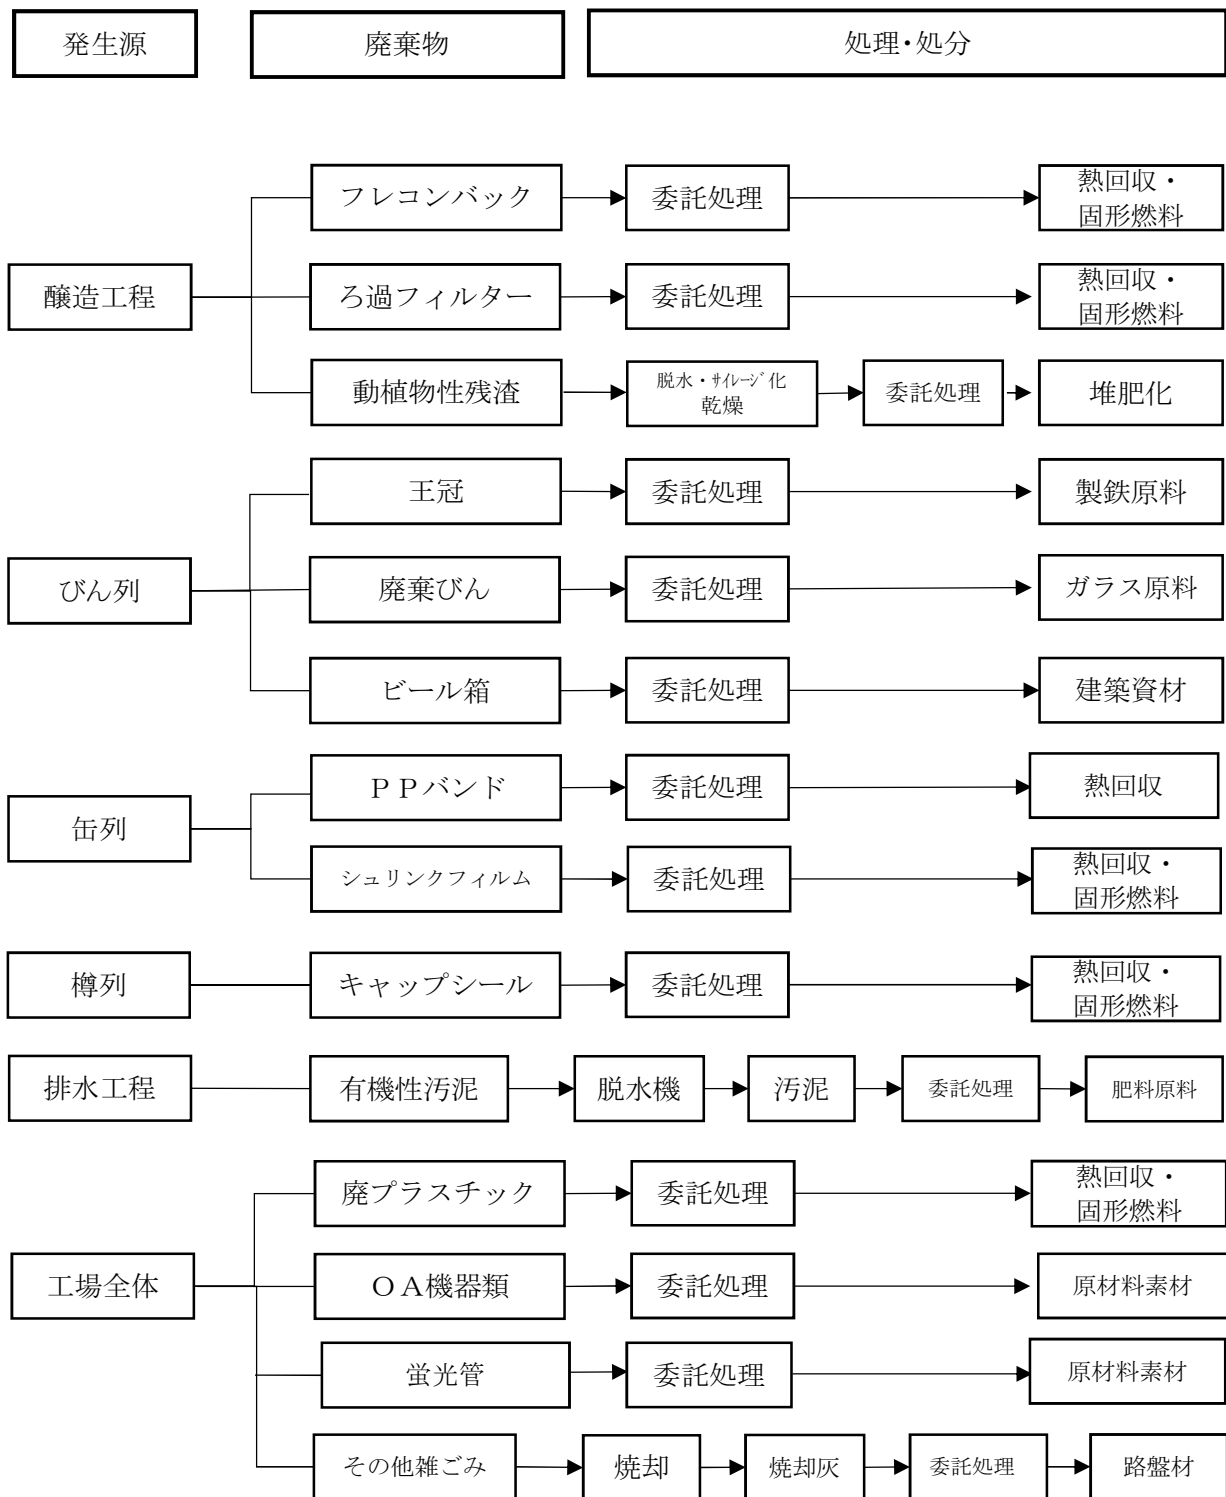 発生源
廃棄物
処理・処分
フレコンバック
委託処理
熱回収・
固形燃料
醸造工程
ろ過フィルター
委託処理
熱回収・
固形燃料
動植物性残渣
脱水・ｻｲﾚｰｼﾞ化
乾燥
委託処理
堆肥化
王冠
委託処理
製鉄原料
びん列
廃棄びん
委託処理
ガラス原料
ビール箱
委託処理
建築資材
缶列
ＰＰバンド
委託処理
熱回収
シュリンクフィルム
委託処理
熱回収・
固形燃料
樽列
キャップシール
委託処理
熱回収・
固形燃料
排水工程
有機性汚泥
脱水機
汚泥
委託処理
肥料原料
廃プラスチック
委託処理
熱回収・
固形燃料
工場全体
ＯＡ機器類
委託処理
原材料素材
蛍光管
委託処理
原材料素材
その他雑ごみ
焼却
焼却灰
委託処理
路盤材